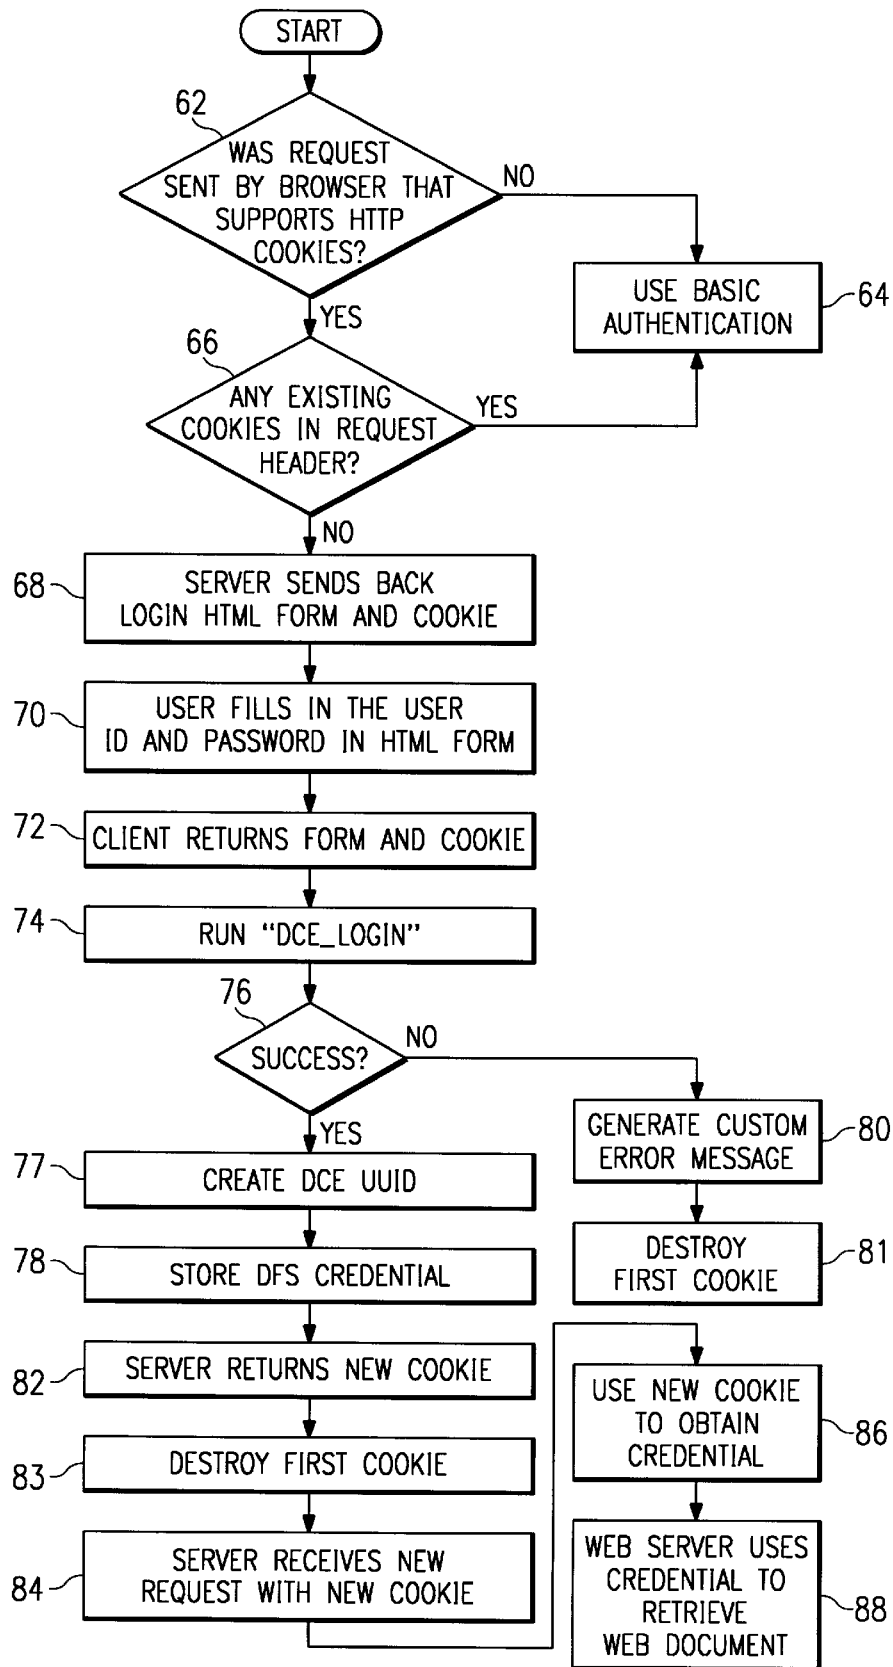 START
62
WAS REQUEST
SENT BY BROWSER THAT
SUPPORTS HTTP
COOKIES?
NO
YES
USE BASIC
AUTHENTICATION
64
66
ANY EXISTING
COOKIES IN REQUEST
HEADER?
YES
NO
68
SERVER SENDS BACK
LOGIN HTML FORM AND COOKIE
70
USER FILLS IN THE USER
ID AND PASSWORD IN HTML FORM
72
CLIENT RETURNS FORM AND COOKIE
74
RUN "DCE_LOGIN"
76
SUCCESS?
NO
YES
GENERATE CUSTOM
ERROR MESSAGE
80
DESTROY
FIRST COOKIE
81
77
CREATE DCE UUID
78
STORE DFS CREDENTIAL
82
SERVER RETURNS NEW COOKIE
83
DESTROY FIRST COOKIE
84
SERVER RECEIVES NEW
REQUEST WITH NEW COOKIE
USE NEW COOKIE
TO OBTAIN
CREDENTIAL
86
WEB SERVER USES
CREDENTIAL TO
RETRIEVE
WEB DOCUMENT
88